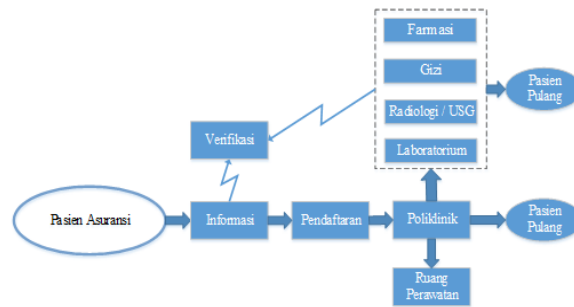 Farmasi
Gizi
Radiologi / USG
Laboratorium
Pasien
Pulang
Verifikasi
Pasien Asuransi
Informasi
Pendaftaran
Poliklinik
Pasien
Pulang
Ruang
Perawatan